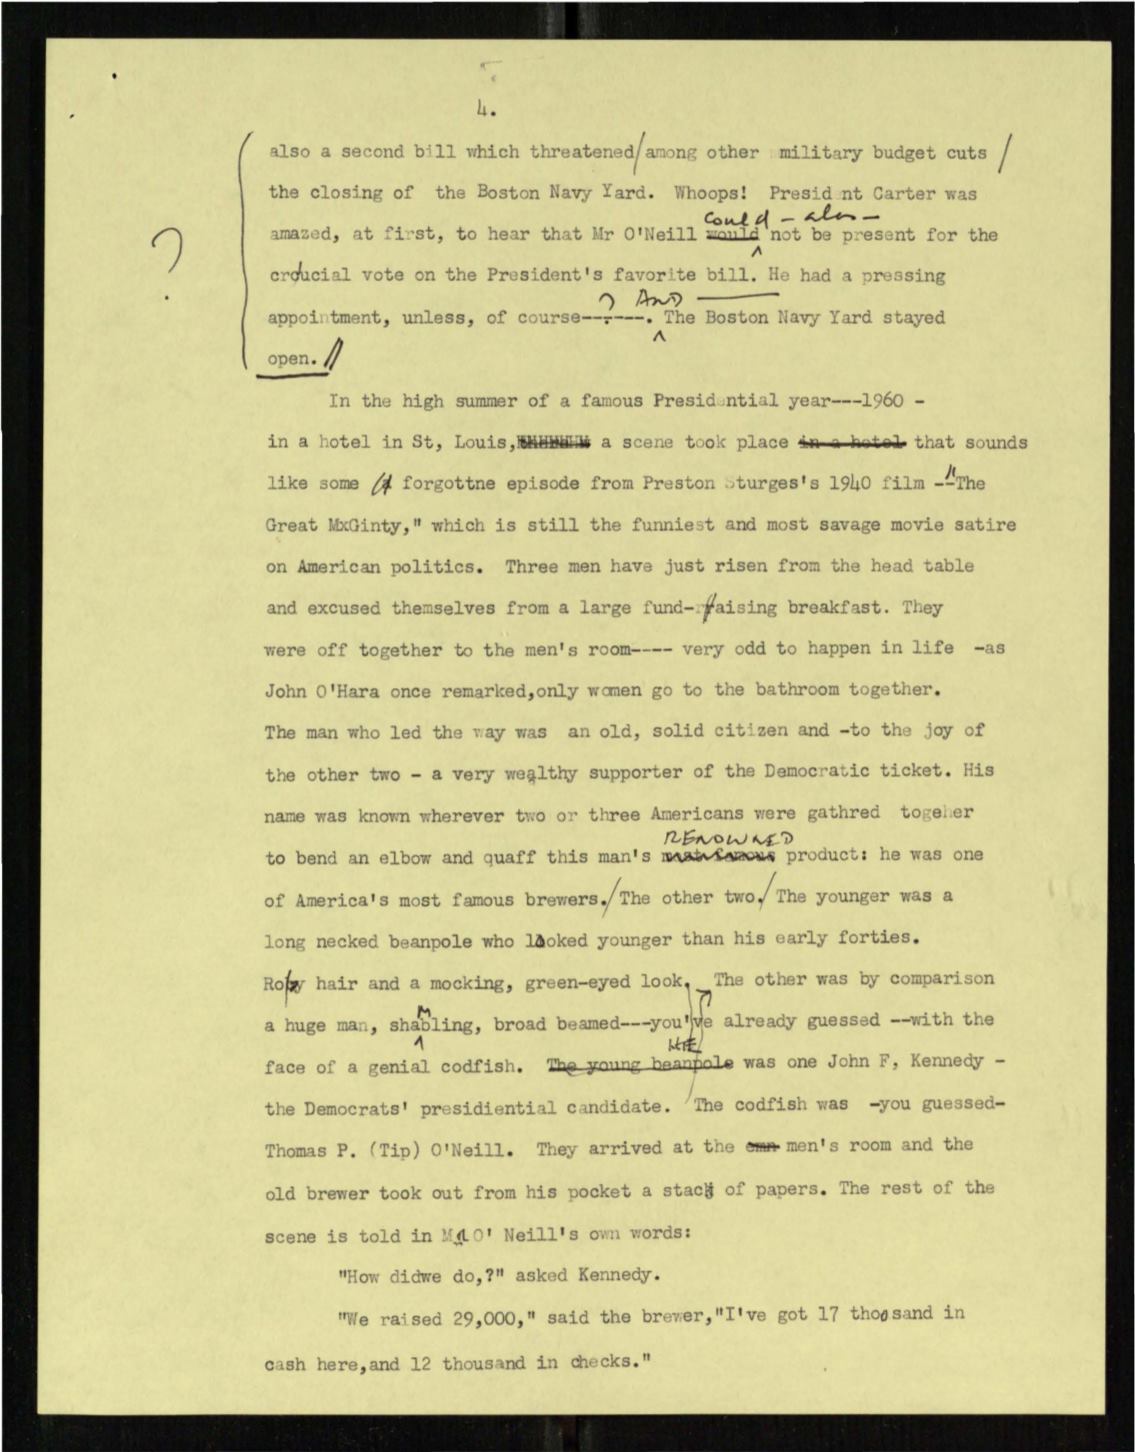 4.
also a second bill which threatened/among other military budget cuts /
the closing of the Boston Navy Yard. Whoops! Presid nt Carter was
could - alas -
amazed, at first, to hear that Mr O'Neill would not be present for the
?
crucial vote on the President's favorite bill. He had a pressing
? AND
appointment, unless, of course------. The Boston Navy Yard stayed
open. //
In the high summer of a famous Presidential year---1960 -
in a hotel in St, Louis, a scene took place in a hotel that sounds
like some forgottne episode from Preston Sturges's 1940 film -"The
Great MxGinty," which is still the funniest and most savage movie satire
on American politics. Three men have just risen from the head table
and excused themselves from a large fund-raising breakfast. They
were off together to the men's room---- very odd to happen in life -as
John O'Hara once remarked,only women go to the bathroom together.
The man who led the way was an old, solid citizen and -to the joy of
the other two - a very wealthy supporter of the Democratic ticket. His
name was known wherever two or three Americans were gathred togeher
RENOWNED
to bend an elbow and quaff this man's most famous product: he was one
of America's most famous brewers./The other two./The younger was a
long necked beanpole who looked younger than his early forties.
Ropy hair and a mocking, green-eyed look. The other was by comparison
M
a huge man, shabling, broad beamed---you've already guessed --with the
HE
face of a genial codfish. The young beanpole was one John F, Kennedy -
the Democrats' presidiential candidate. The codfish was -you guessed-
Thomas P. (Tip) O'Neill. They arrived at the emn men's room and the
old brewer took out from his pocket a stack of papers. The rest of the
scene is told in Mr O' Neill's own words:
"How didwe do,?" asked Kennedy.
"We raised 29,000," said the brewer,"I've got 17 thousand in
cash here,and 12 thousand in checks."